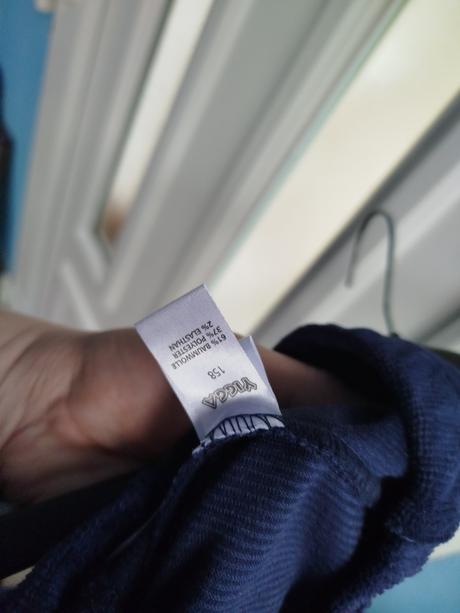 YIGGA
158
61% BAUMWOLLE
37% POLYESTER
2% ELASTHAN